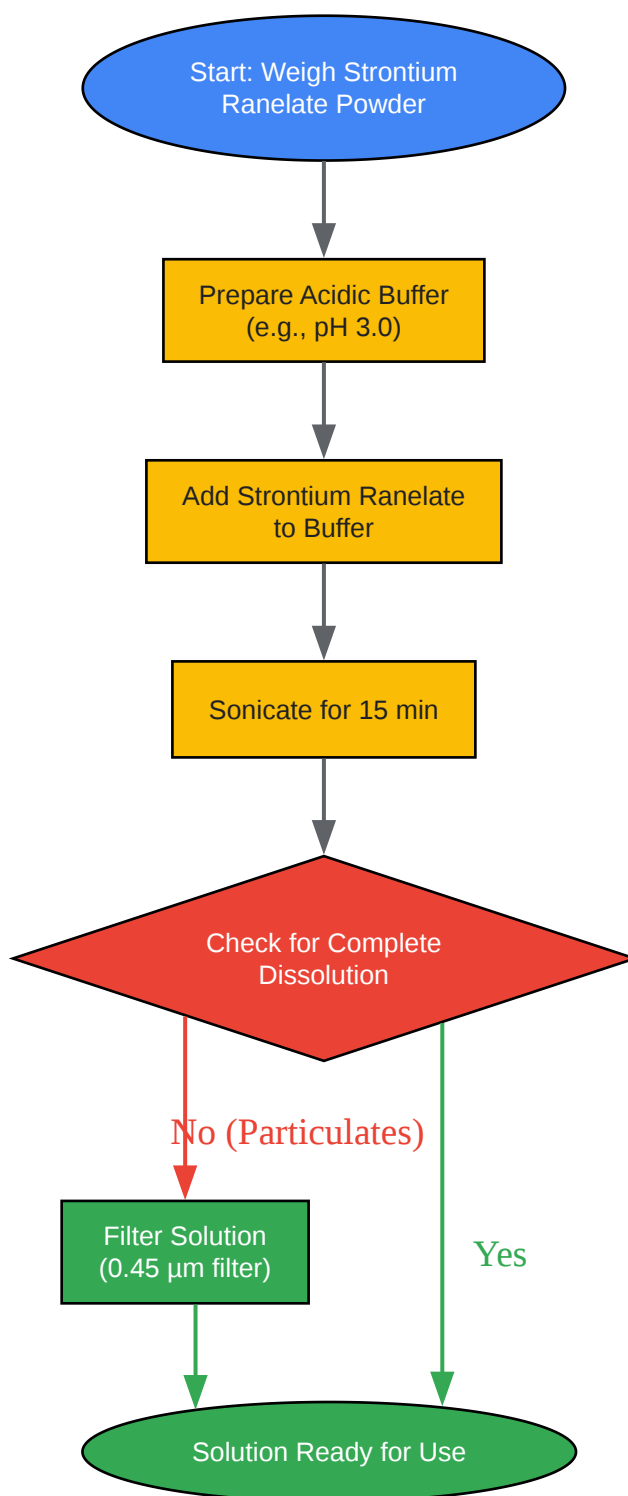 Start: Weigh Strontium
Ranelate Powder
Prepare Acidic Buffer
(e.g., pH 3.0)
Add Strontium Ranelate
to Buffer
Sonicate for 15 min
Check for Complete
Dissolution
No (Particulates)
Filter Solution
(0.45 µm filter)
Yes
Solution Ready for Use